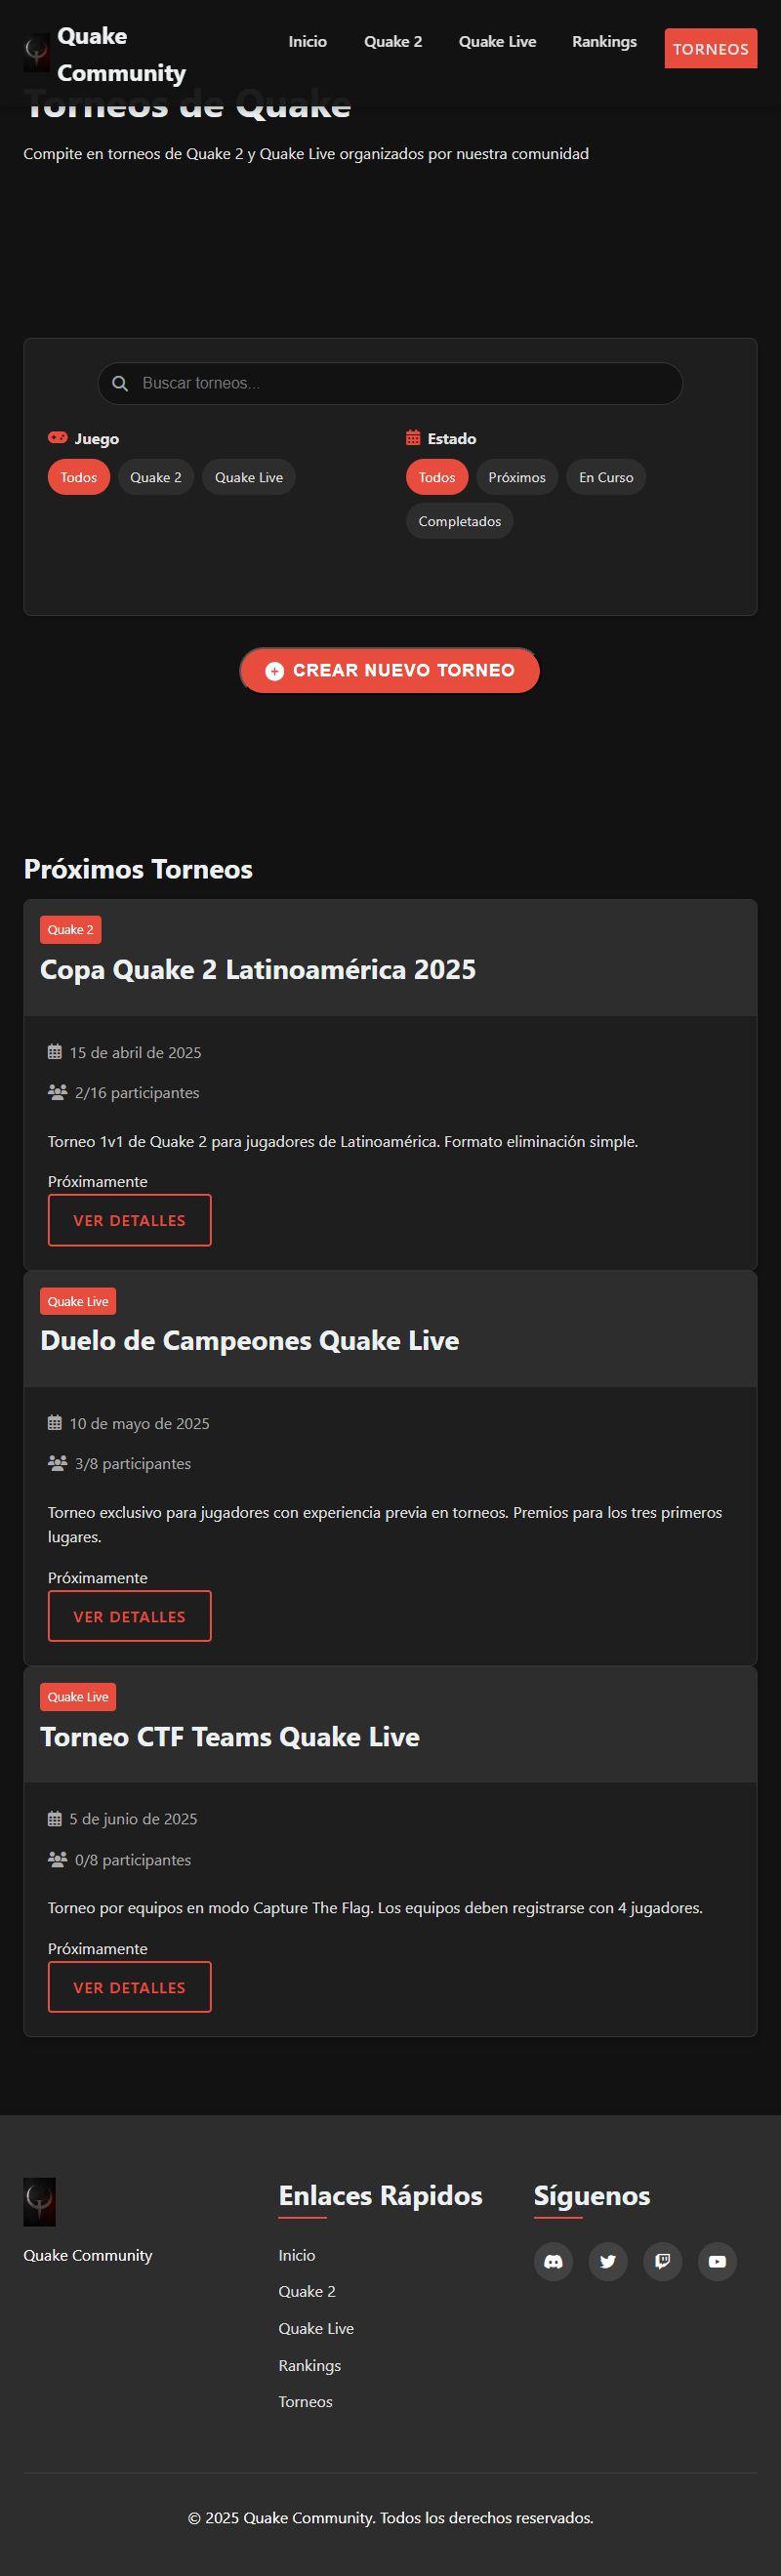 Quake
Community
Inicio
Quake 2
Quake Live
Rankings
TORNEOS
Torneos de Quake
Compite en torneos de Quake 2 y Quake Live organizados por nuestra comunidad
Buscar torneos...
Juego
Todos
Quake 2
Quake Live
Estado
Todos
Próximos
En Curso
Completados
CREAR NUEVO TORNEO
Próximos Torneos
Quake 2
Copa Quake 2 Latinoamérica 2025
15 de abril de 2025
2/16 participantes
Torneo 1v1 de Quake 2 para jugadores de Latinoamérica. Formato eliminación simple.
Próximamente
VER DETALLES
Quake Live
Duelo de Campeones Quake Live
10 de mayo de 2025
3/8 participantes
Torneo exclusivo para jugadores con experiencia previa en torneos. Premios para los tres primeros
lugares.
Próximamente
VER DETALLES
Quake Live
Torneo CTF Teams Quake Live
5 de junio de 2025
0/8 participantes
Torneo por equipos en modo Capture The Flag. Los equipos deben registrarse con 4 jugadores.
Próximamente
VER DETALLES
Quake Community
Enlaces Rápidos
Inicio
Quake 2
Quake Live
Rankings
Torneos
Síguenos
© 2025 Quake Community. Todos los derechos reservados.